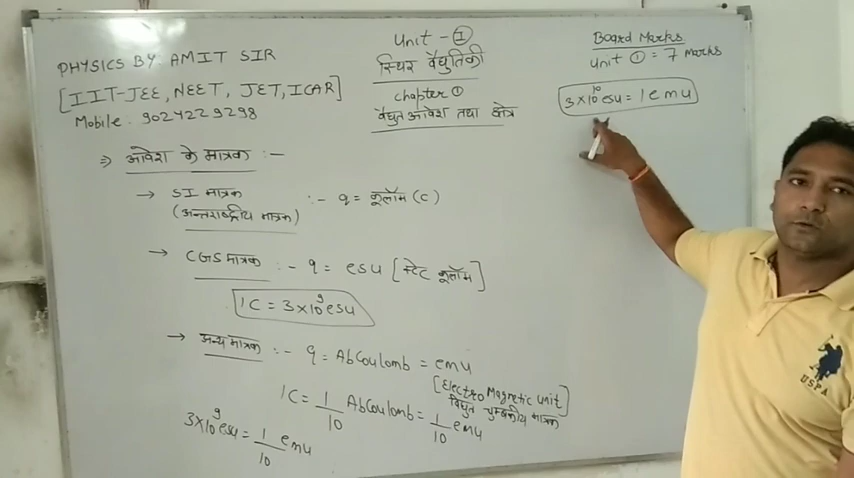 PHYSICS BY AMIT SIR
[IIT-JEE, NEET, JET, ICAR]
Mobile. 9024229298
Unit - ①
स्थिर वैद्युतिकी
chapter ①
वैद्युत आवेश तथा क्षेत्र
Board Marks
Unit ① = 7 marks
3×10¹⁰ esu = 1 emu
⇒ आवेश के मात्रक :-
→ SI मात्रक :- q = कूलॉम (C)
(अन्तराष्ट्रीय मात्रक)
→ CGS मात्रक :- q = esu [स्टेट कूलॉम]
1C = 3×10⁹ esu
→ अन्य मात्रक :- q = AbCoulomb = emu
[Electro Magnetic Unit]
विधुत चुम्बकीय मात्रक
1C = 1/10 AbCoulomb = 1/10 emu
3×10⁹ esu = 1/10 emu
USPA